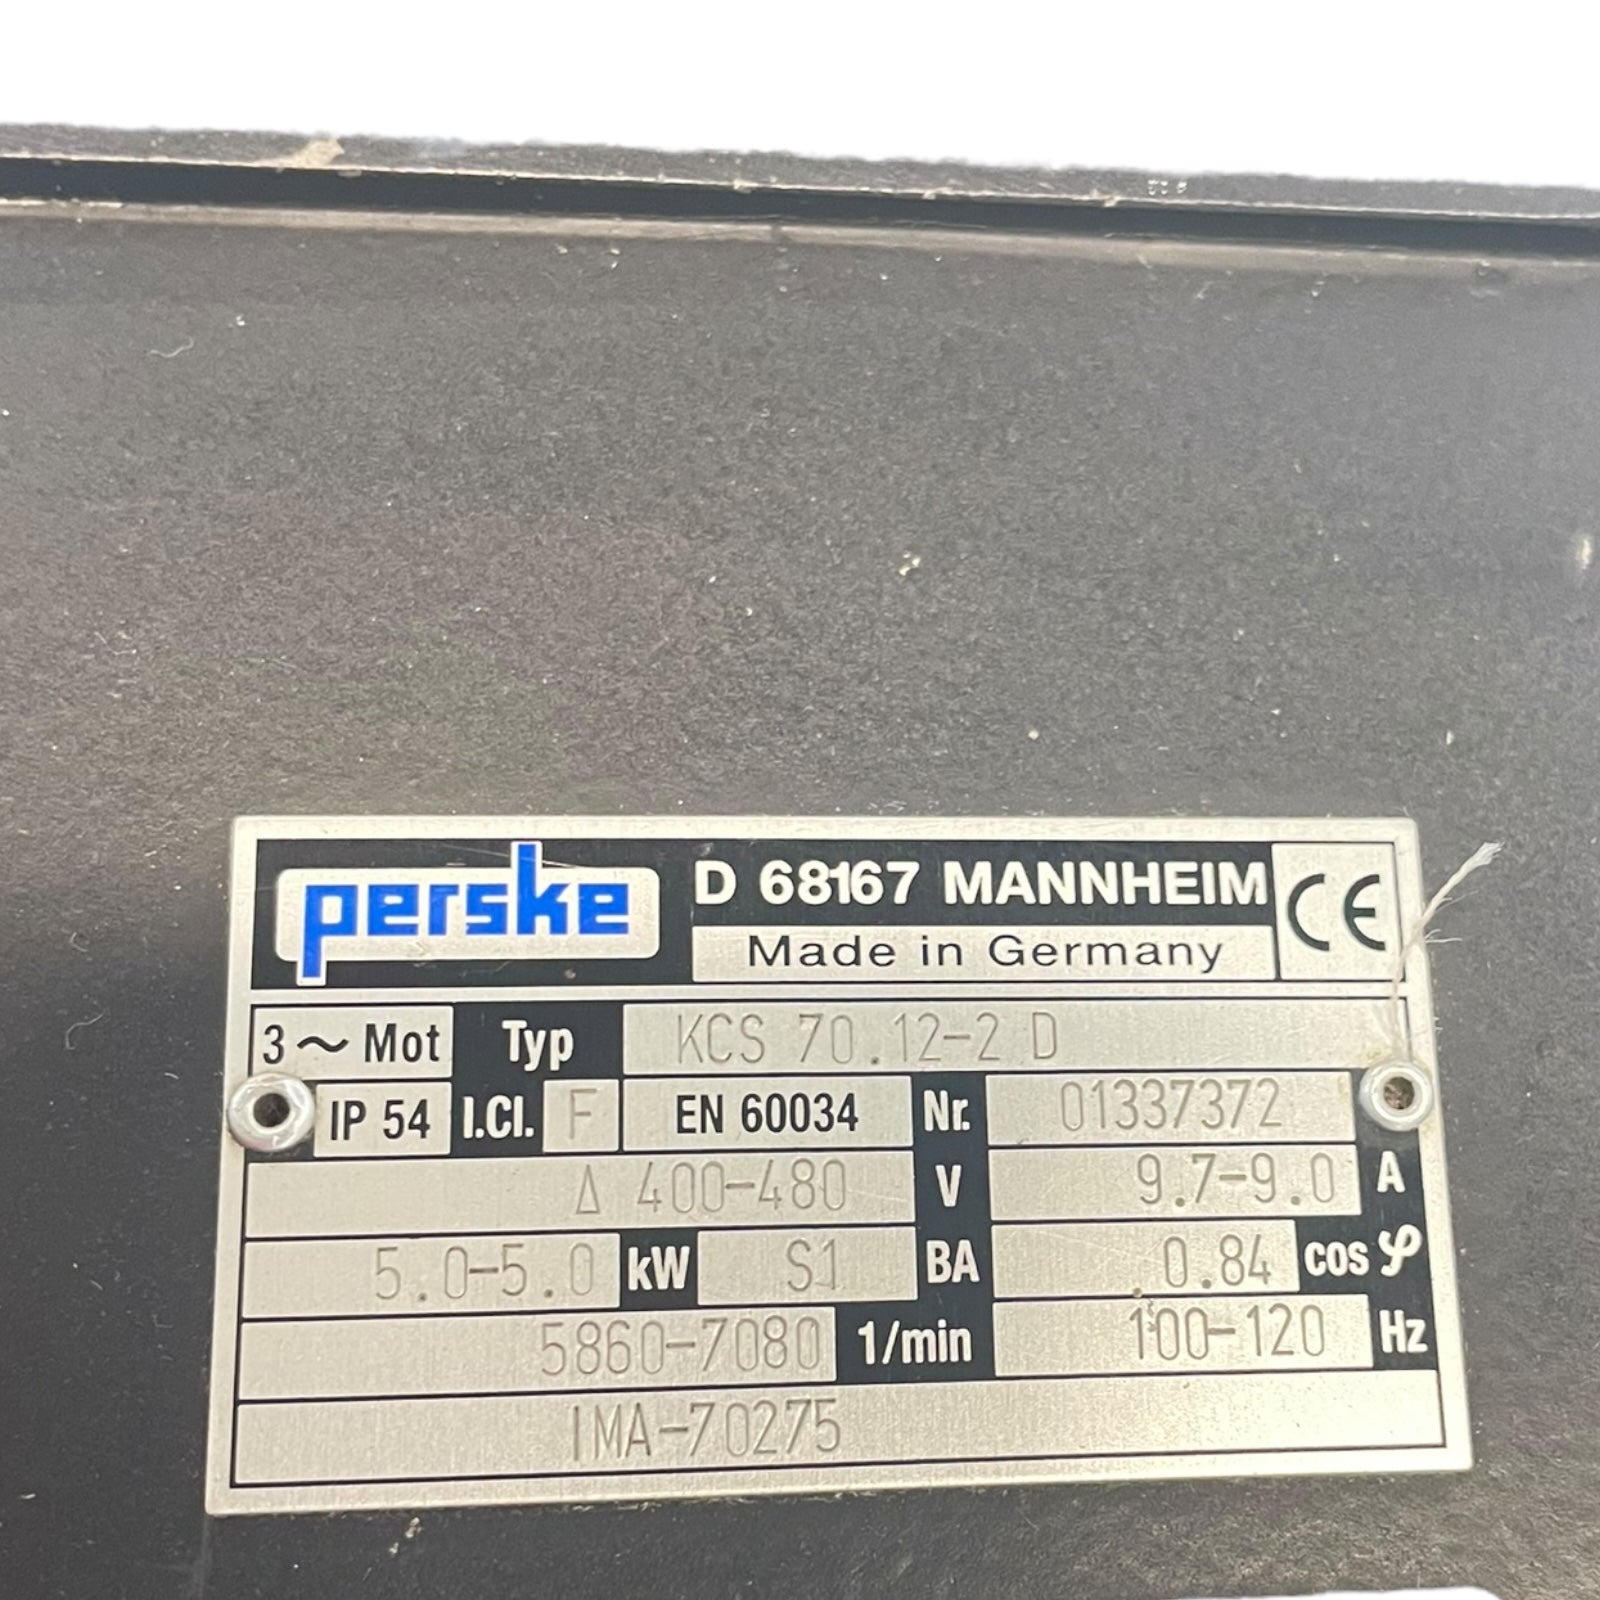 perske D 68167 MANNHEIM CE
Made in Germany
3 ~ Mot Typ KCS 70.12-2 D
IP 54 I.Cl. F EN 60034 Nr. 01337372
Δ 400-480 V 9.7-9.0 A
5.0-5.0 kW S1 BA 0.84 cos φ
5860-7080 1/min 100-120 Hz
IMA-70275